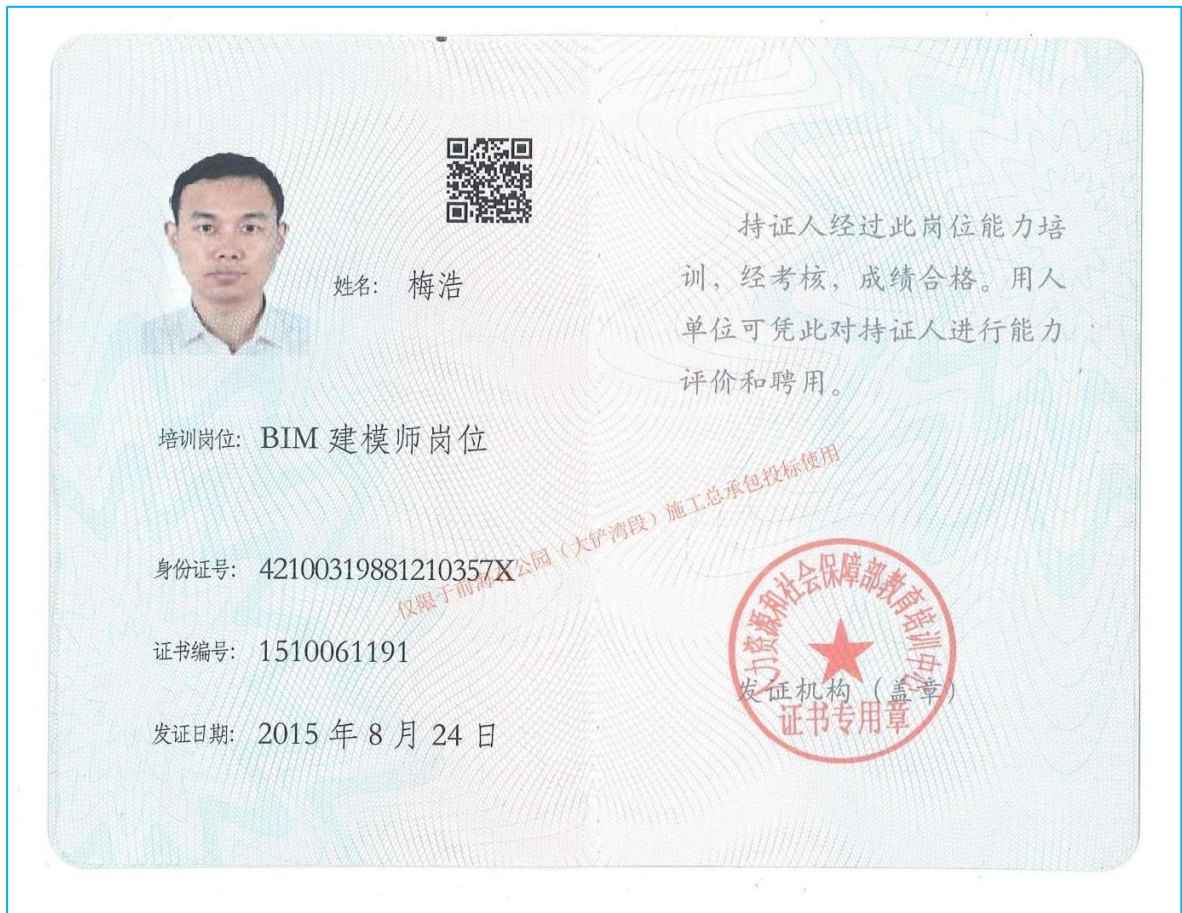 姓名: 梅浩
培训岗位: BIM 建模师岗位
身份证号: 42100319881210357X
证书编号: 1510061191
发证日期: 2015 年 8 月 24 日
持证人经过此岗位能力培
训，经考核，成绩合格。用人
单位可凭此对持证人进行能力
评价和聘用。
仅限于前湾公园（大铲湾段）施工总承包投标使用
人力资源和社会保障部教育培训中心
发证机构（盖章）
证书专用章